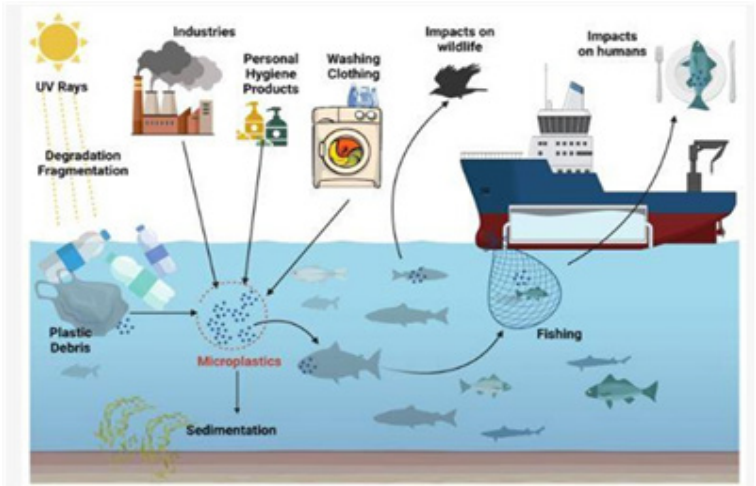 Industries
Impacts on
wildlife
Impacts
on humans
Personal
Hygiene
Products
Washing
Clothing
UV Rays
Degradation
Fragmentation
Plastic
Debris
Microplastics
Fishing
Sedimentation